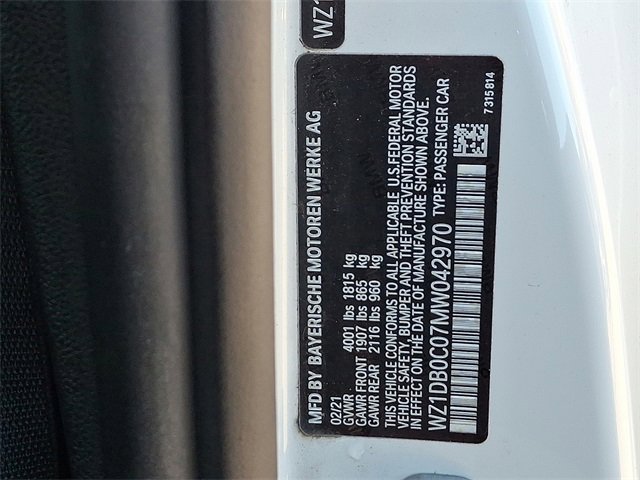 WZ1
MFD BY BAYERISCHE MOTOREN WERKE AG
02/21
GVWR 4001 lbs 1815 kg
GAWR FRONT 1907 lbs 865 kg
GAWR REAR 2116 lbs 960 kg
THIS VEHICLE CONFORMS TO ALL APPLICABLE U.S. FEDERAL MOTOR
VEHICLE SAFETY, BUMPER AND THEFT PREVENTION STANDARDS
IN EFFECT ON THE DATE OF MANUFACTURE SHOWN ABOVE.
WZ1DB0C07MW042970 TYPE: PASSENGER CAR
7315814